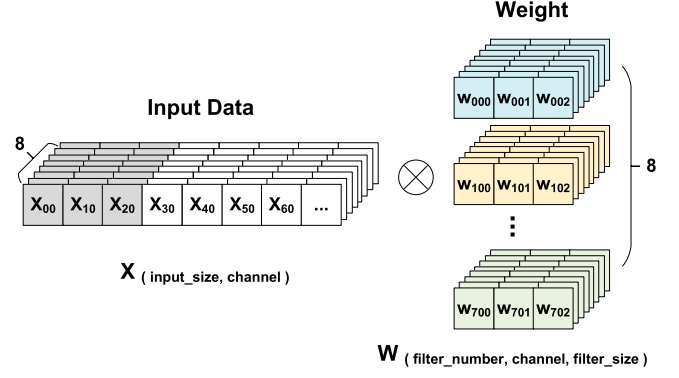 Weight
w000 w001 w002
Input Data
8
X00 X10 X20 X30 X40 X50 X60 ...
w100 w101 w102
8
X ( input_size, channel )
w700 w701 w702
W ( filter_number, channel, filter_size )